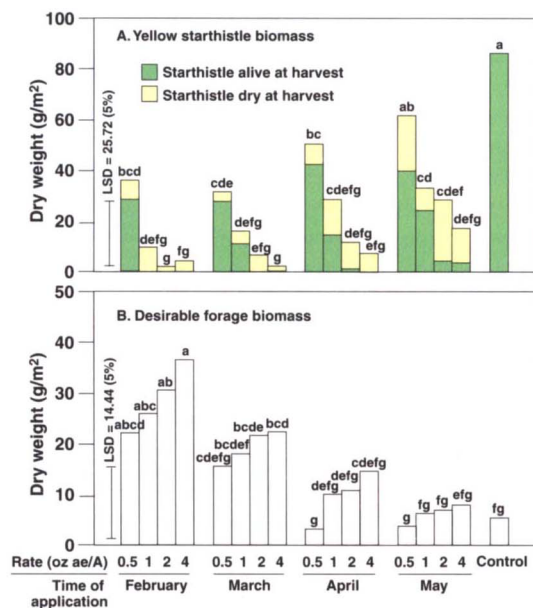 A. Yellow starthistle biomass
Starthistle alive at harvest
Starthistle dry at harvest
Dry weight (g/m²)
100
80
60
40
20
0
LSD = 25.72 (5%)
bcd
defg
g
fg
cde
cdefg
efg
g
bc
cdefg
defg
efg
ab
cd
cdef
defg
a
B. Desirable forage biomass
Dry weight (g/m²)
50
40
30
20
10
0
LSD = 14.44 (5%)
abcd
abc
ab
a
cdefg
bcdef
bcde
bcd
g
defg
defg
cdefg
g
fg
fg
efg
fg
Rate (oz ae/A) 0.5 1 2 4 0.5 1 2 4 0.5 1 2 4 0.5 1 2 4 Control
Time of application February March April May